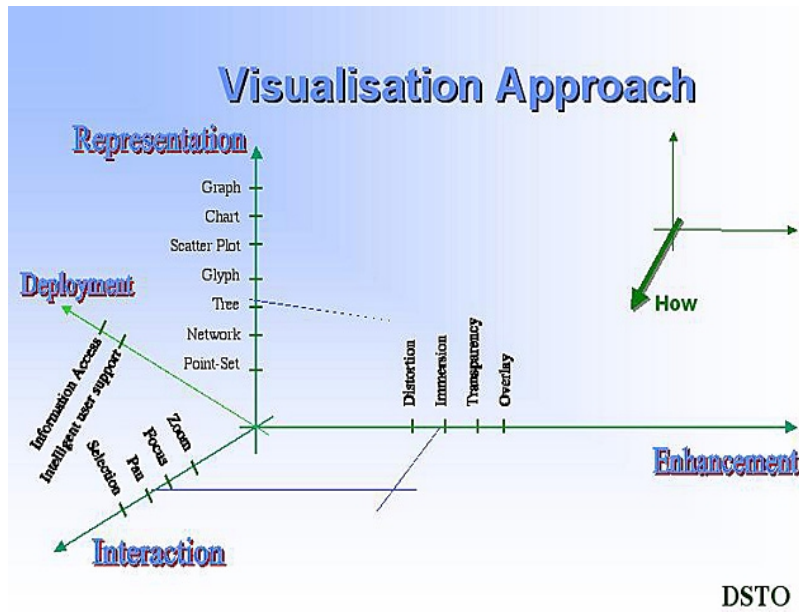 Visualisation Approach
Representation
Graph
Chart
Scatter Plot
Glyph
Tree
Network
Point-Set
Deployment
Information Access
Intelligent user support
Selection
Pan
Focus
Zoom
Interaction
Distortion
Immersion
Transparency
Overlay
Enhancement
How
DSTO